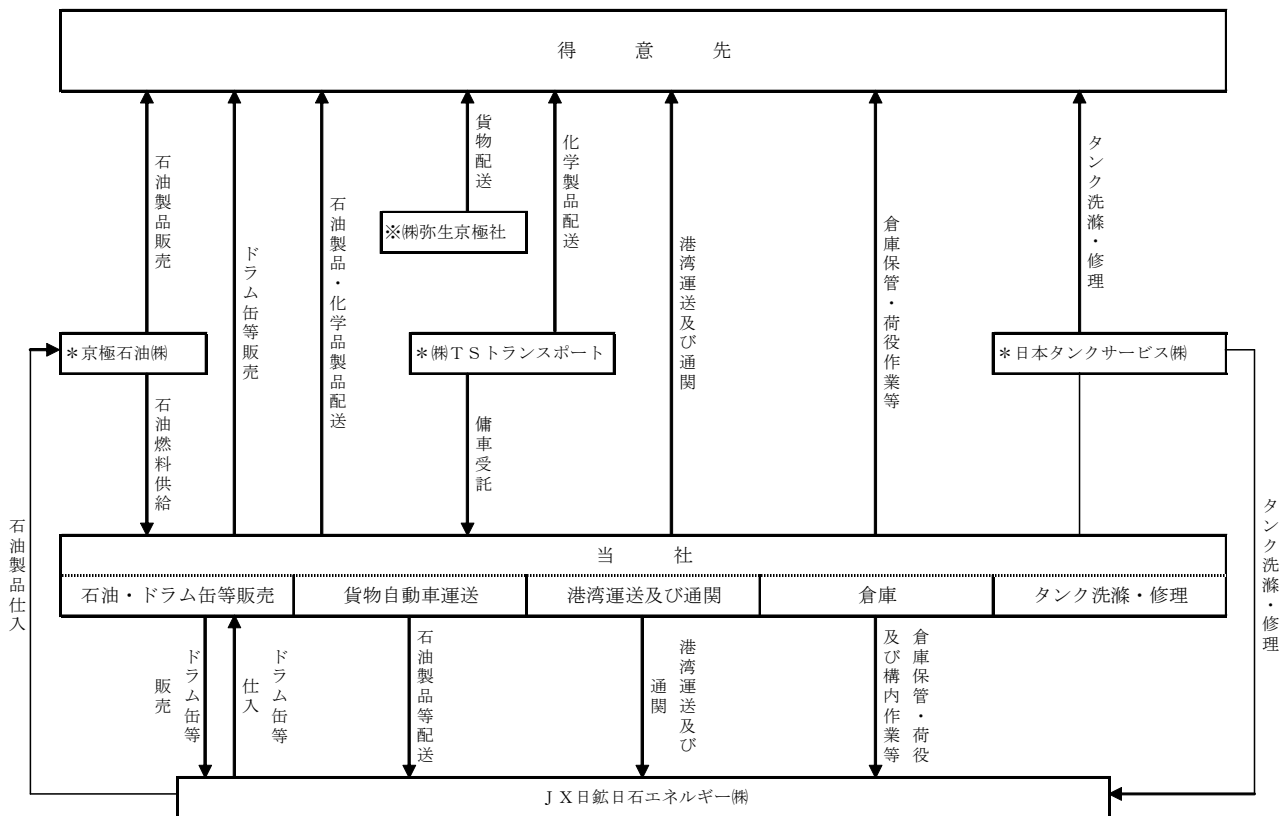 得意先
石油製品販売
ドラム缶等販売
石油製品・化学品製品配送
貨物配送
化学製品配送
港湾運送及び通関
倉庫保管・荷役作業等
タンク洗滌・修理
※㈱弥生京極社
＊京極石油㈱
＊㈱ＴＳトランスポート
＊日本タンクサービス㈱
石油燃料供給
傭車受託
石油製品仕入
タンク洗滌・修理
当社
石油・ドラム缶等販売
貨物自動車運送
港湾運送及び通関
倉庫
タンク洗滌・修理
ドラム缶等
販売
ドラム缶等
仕入
石油製品等配送
港湾運送及び
通関
倉庫保管・荷役
及び構内作業等
ＪＸ日鉱日石エネルギー㈱